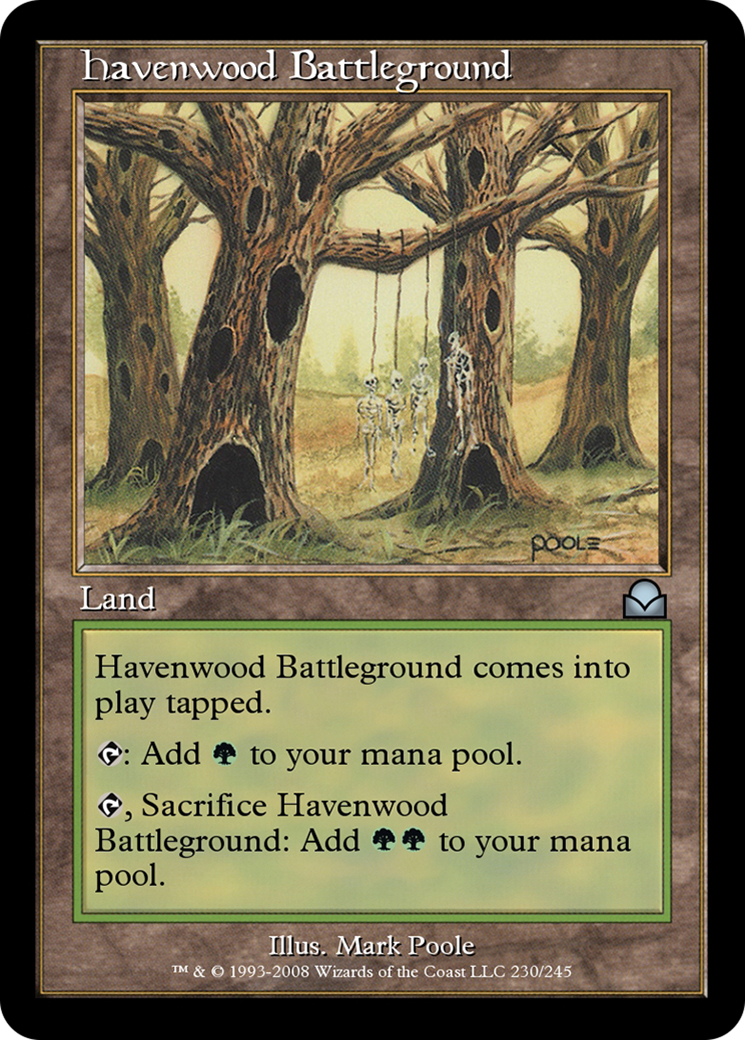 Havenwood Battleground
POOLE
Land
Havenwood Battleground comes into
play tapped.
: Add to your mana pool.
, Sacrifice Havenwood
Battleground: Add to your mana
pool.
Illus. Mark Poole
™ & © 1993-2008 Wizards of the Coast LLC 230/245